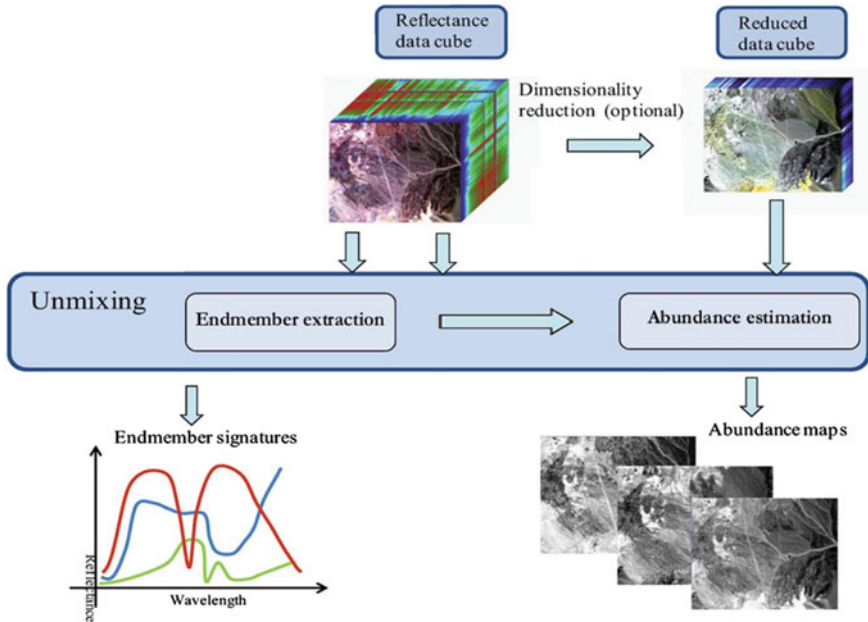 Reflectance
data cube
Reduced
data cube
Dimensionality
reduction (optional)
Unmixing
Endmember extraction
Abundance estimation
Endmember signatures
Abundance maps
Reflectance
Wavelength